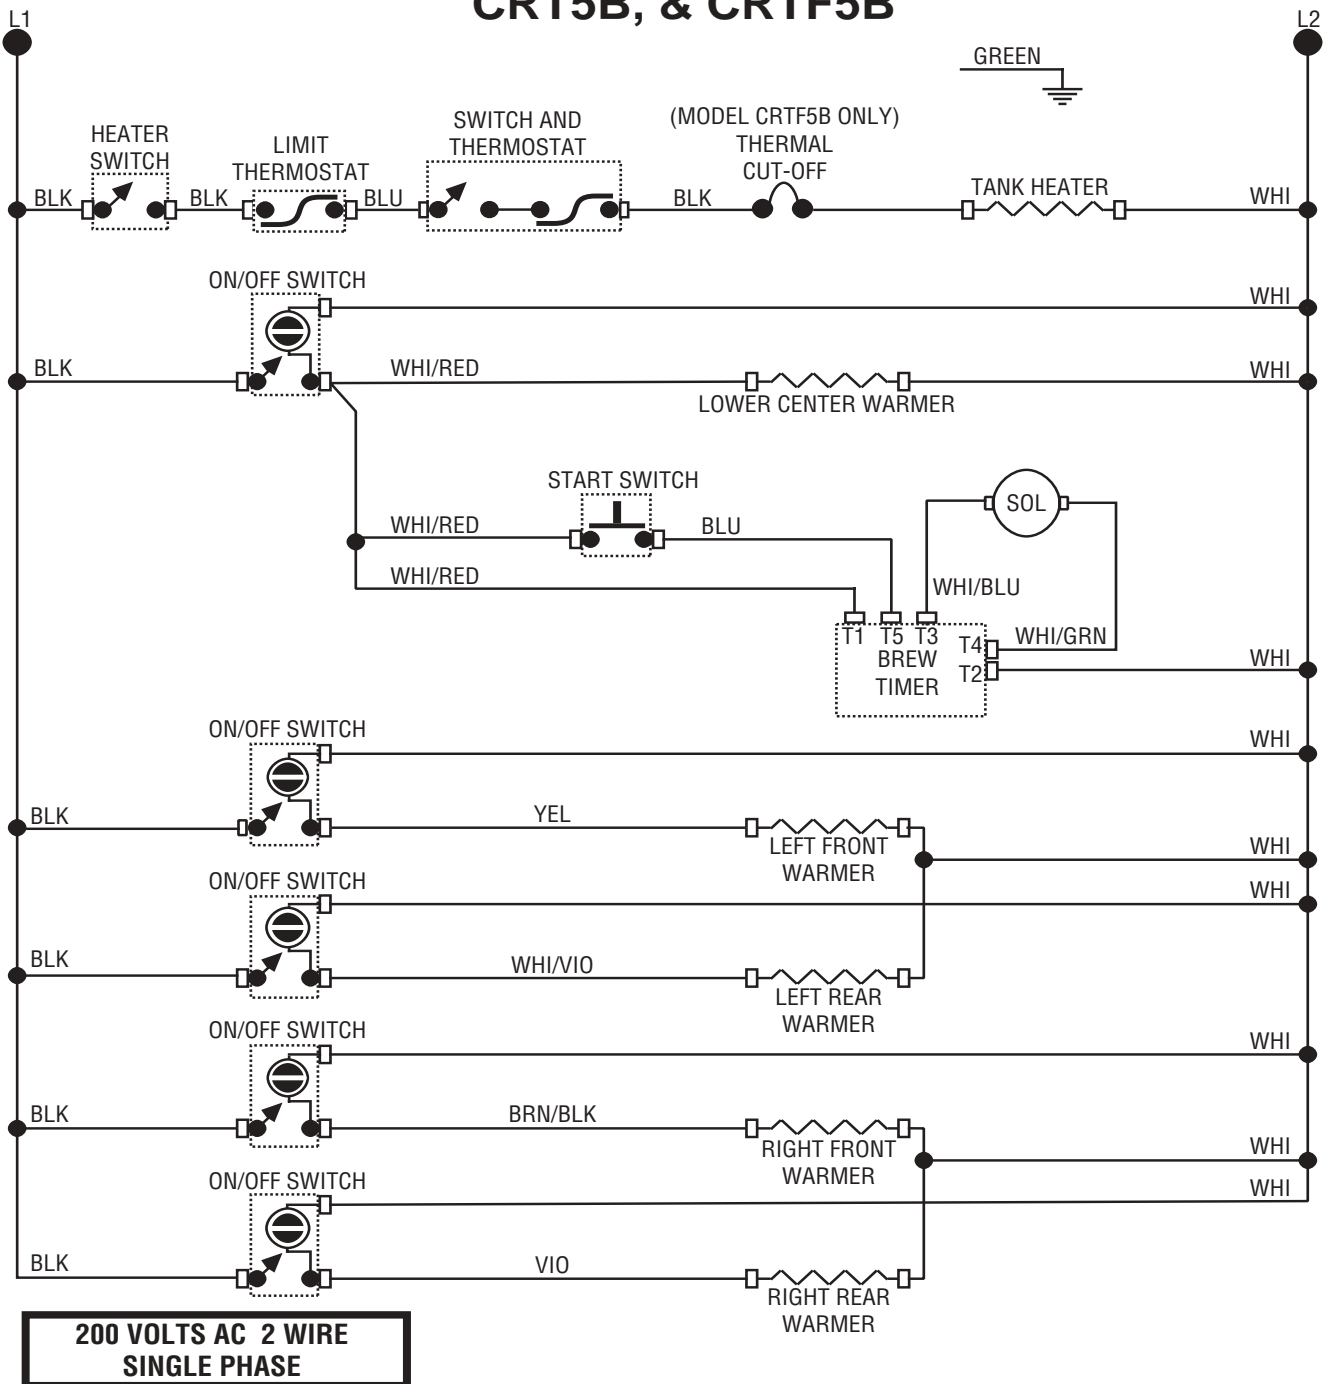 CRT5B, & CRTF5B
L1
L2
GREEN
HEATER
SWITCH
LIMIT
THERMOSTAT
SWITCH AND
THERMOSTAT
(MODEL CRTF5B ONLY)
THERMAL
CUT-OFF
TANK HEATER
BLK
BLK
BLU
BLK
WHI
ON/OFF SWITCH
WHI
BLK
WHI/RED
WHI
LOWER CENTER WARMER
START SWITCH
SOL
WHI/RED
BLU
WHI/RED
WHI/BLU
T1
T5
T3
T4
WHI/GRN
BREW
TIMER
T2
WHI
ON/OFF SWITCH
WHI
BLK
YEL
LEFT FRONT
WARMER
WHI
ON/OFF SWITCH
WHI
BLK
WHI/VIO
LEFT REAR
WARMER
ON/OFF SWITCH
WHI
BLK
BRN/BLK
RIGHT FRONT
WARMER
WHI
ON/OFF SWITCH
WHI
BLK
VIO
RIGHT REAR
WARMER
200 VOLTS AC 2 WIRE
SINGLE PHASE